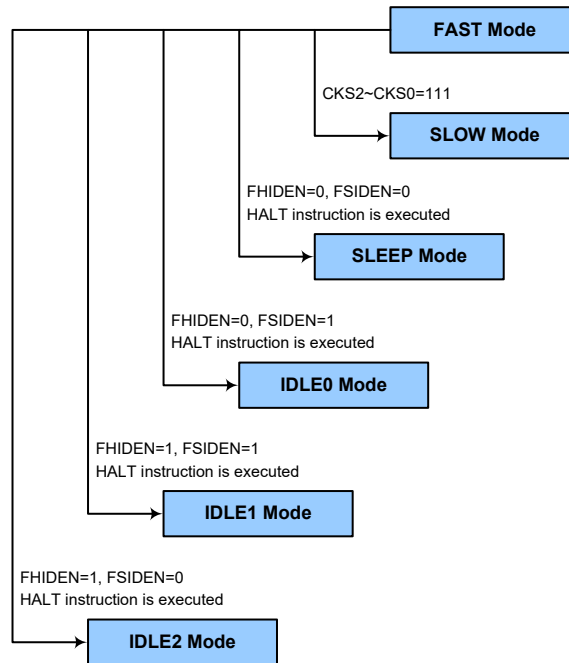 FAST Mode
CKS2~CKS0=111
SLOW Mode
FHIDEN=0, FSIDEN=0
HALT instruction is executed
SLEEP Mode
FHIDEN=0, FSIDEN=1
HALT instruction is executed
IDLE0 Mode
FHIDEN=1, FSIDEN=1
HALT instruction is executed
IDLE1 Mode
FHIDEN=1, FSIDEN=0
HALT instruction is executed
IDLE2 Mode